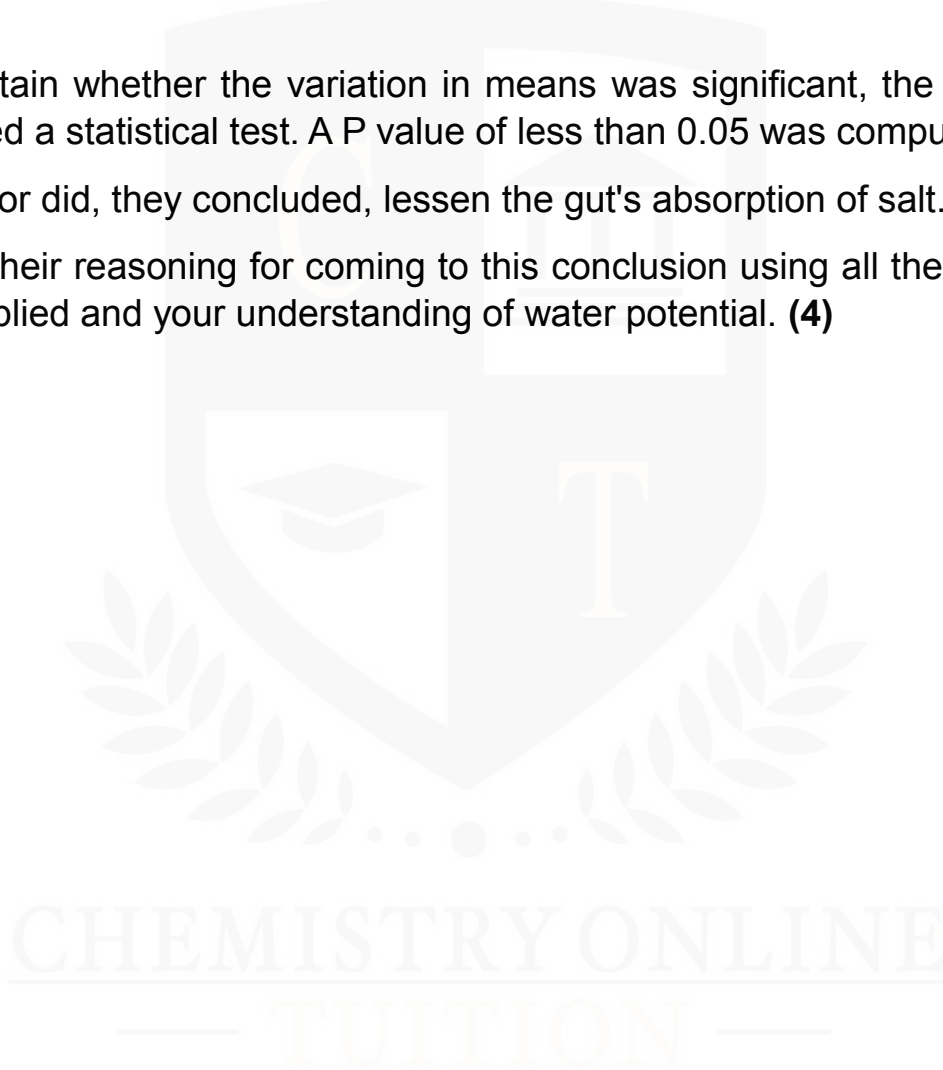 tain whether the variation in means was significant, the
ed a statistical test. A P value of less than 0.05 was compu
or did, they concluded, lessen the gut's absorption of salt.
heir reasoning for coming to this conclusion using all the
plied and your understanding of water potential. (4)
C
T
CHEMISTRY ONLINE
TUITION